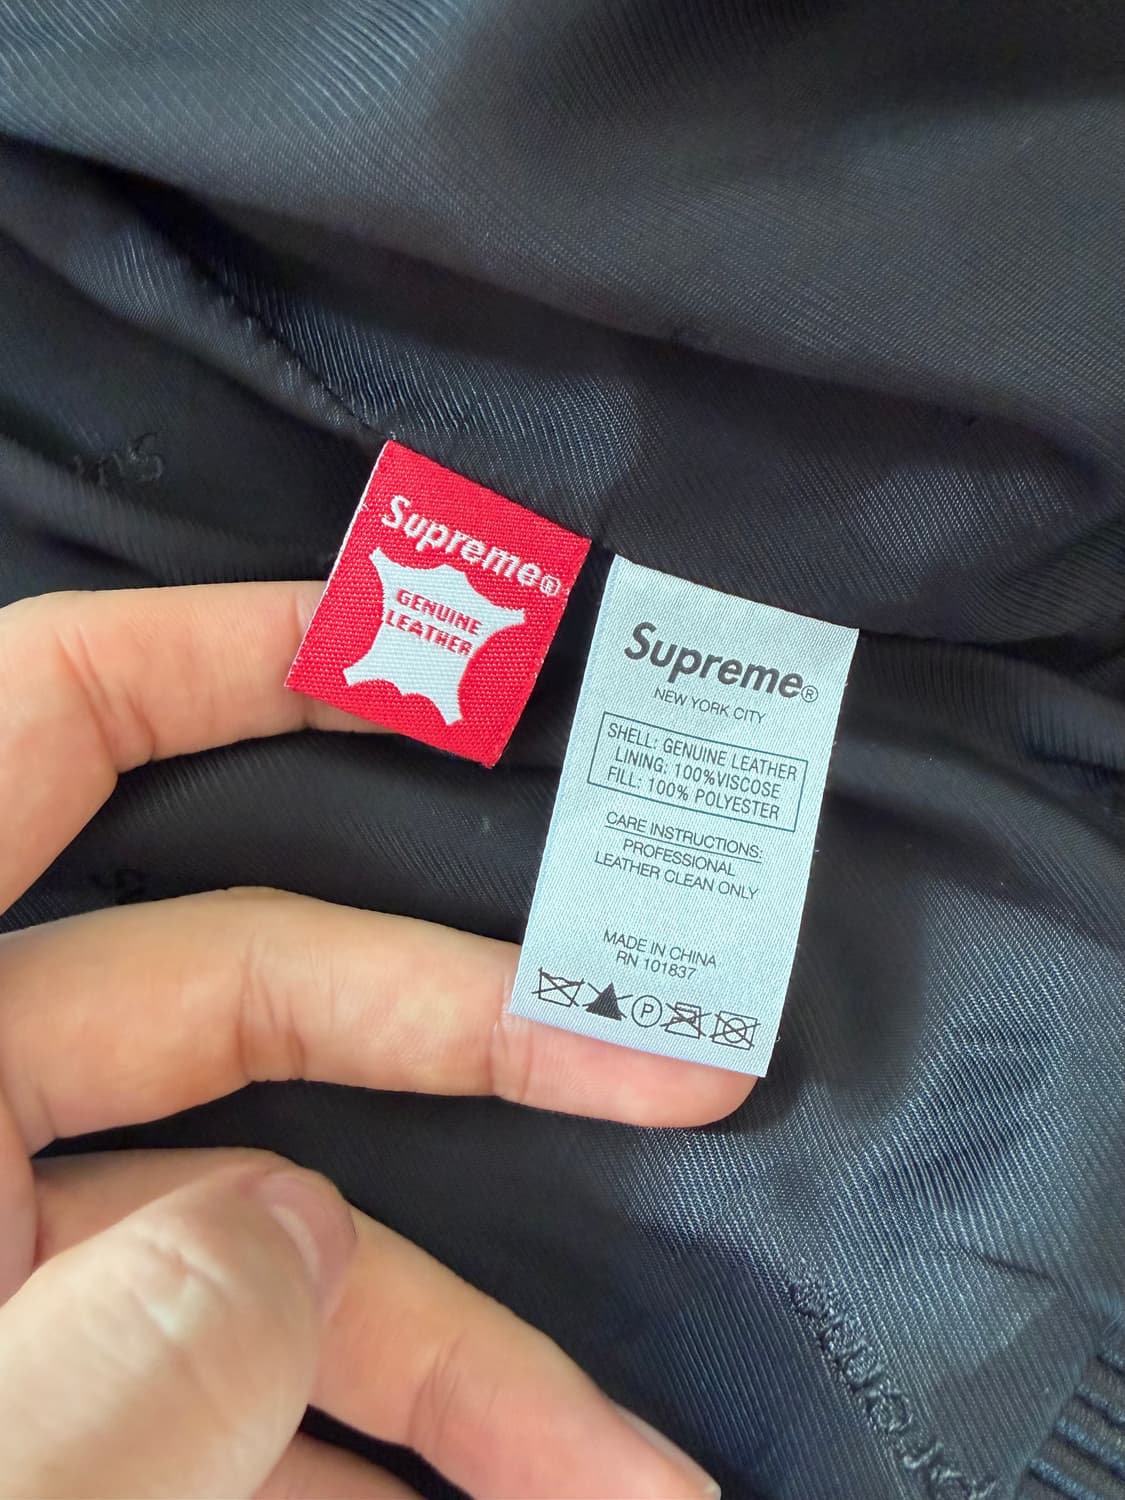 Supreme®
GENUINE
LEATHER
Supreme®
NEW YORK CITY
SHELL: GENUINE LEATHER
LINING: 100%VISCOSE
FILL: 100% POLYESTER
CARE INSTRUCTIONS:
PROFESSIONAL
LEATHER CLEAN ONLY
MADE IN CHINA
RN 101837
P